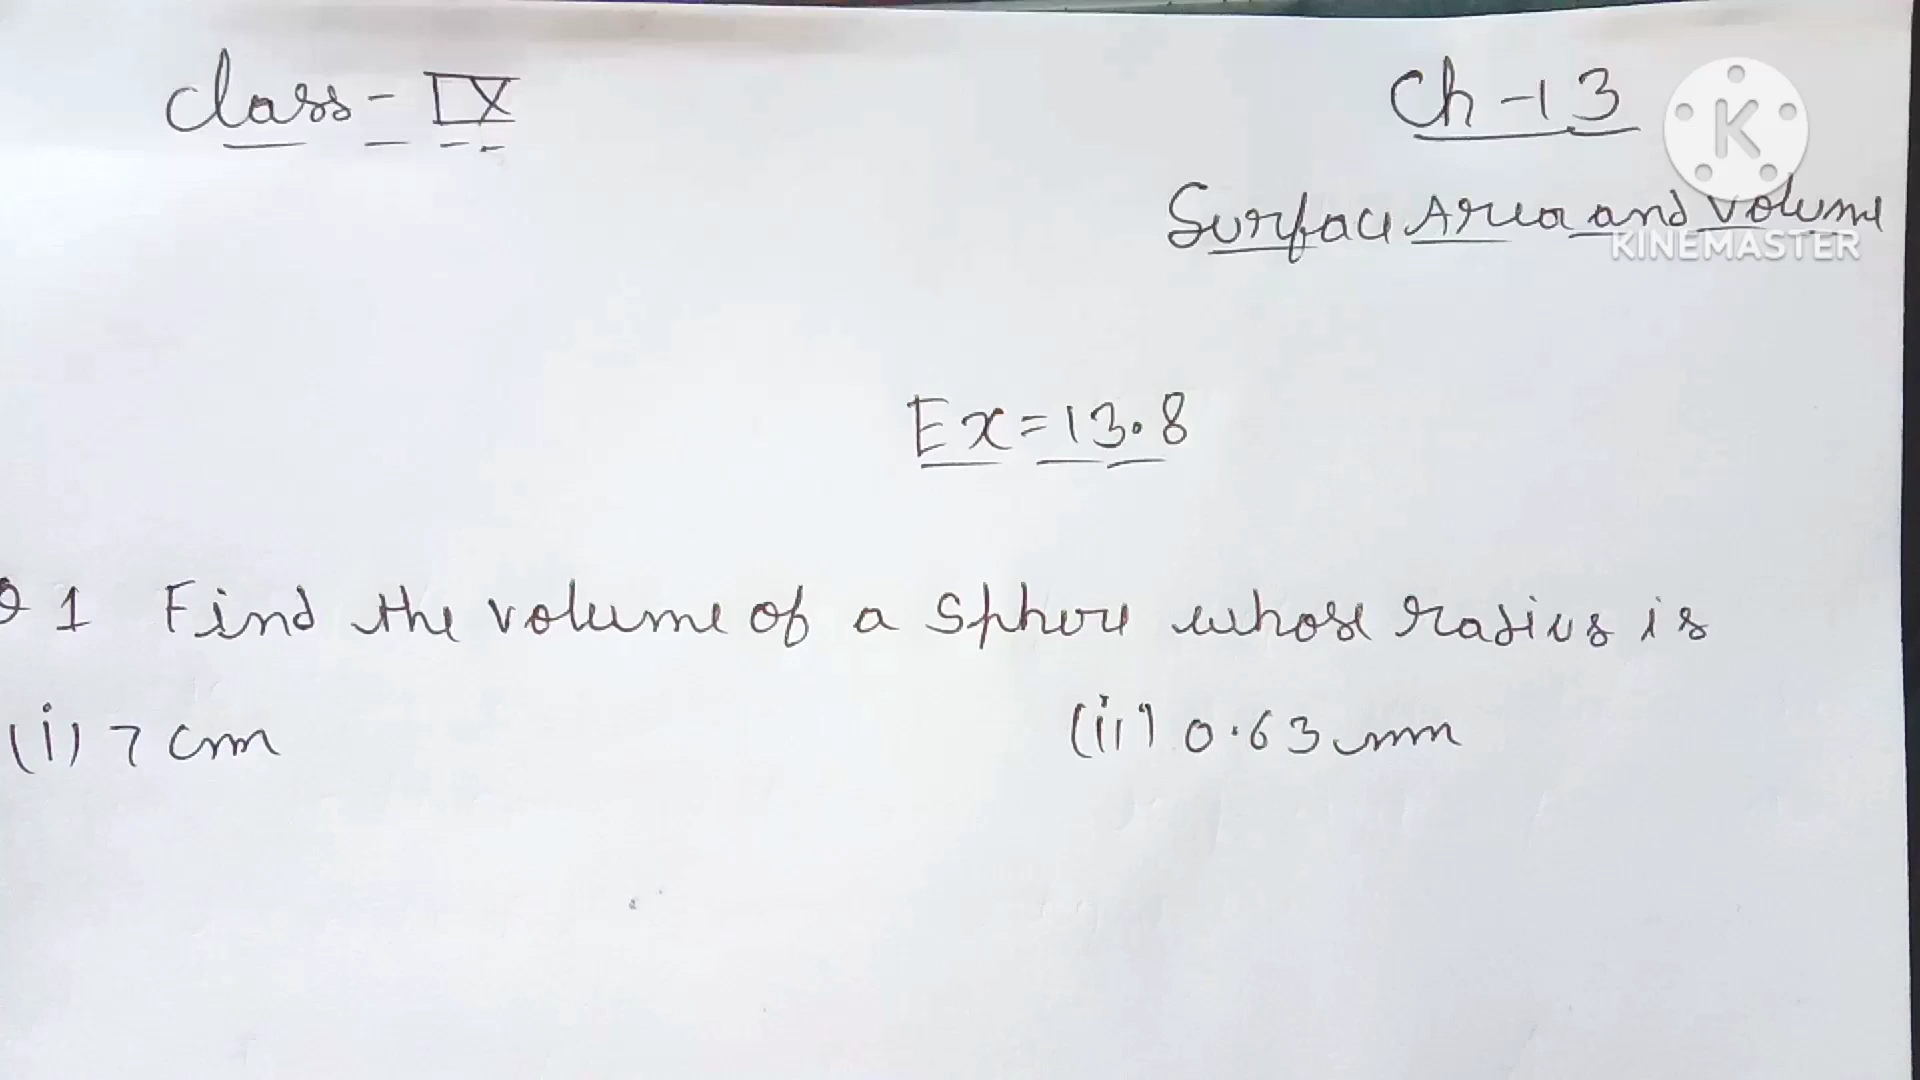 Class - IX
Ch - 13
Surface Area and Volume
K
KINEMASTER
Ex = 13.8
Q 1 Find the volume of a sphere whose radius is
(i) 7 cm (ii) 0.63 mm